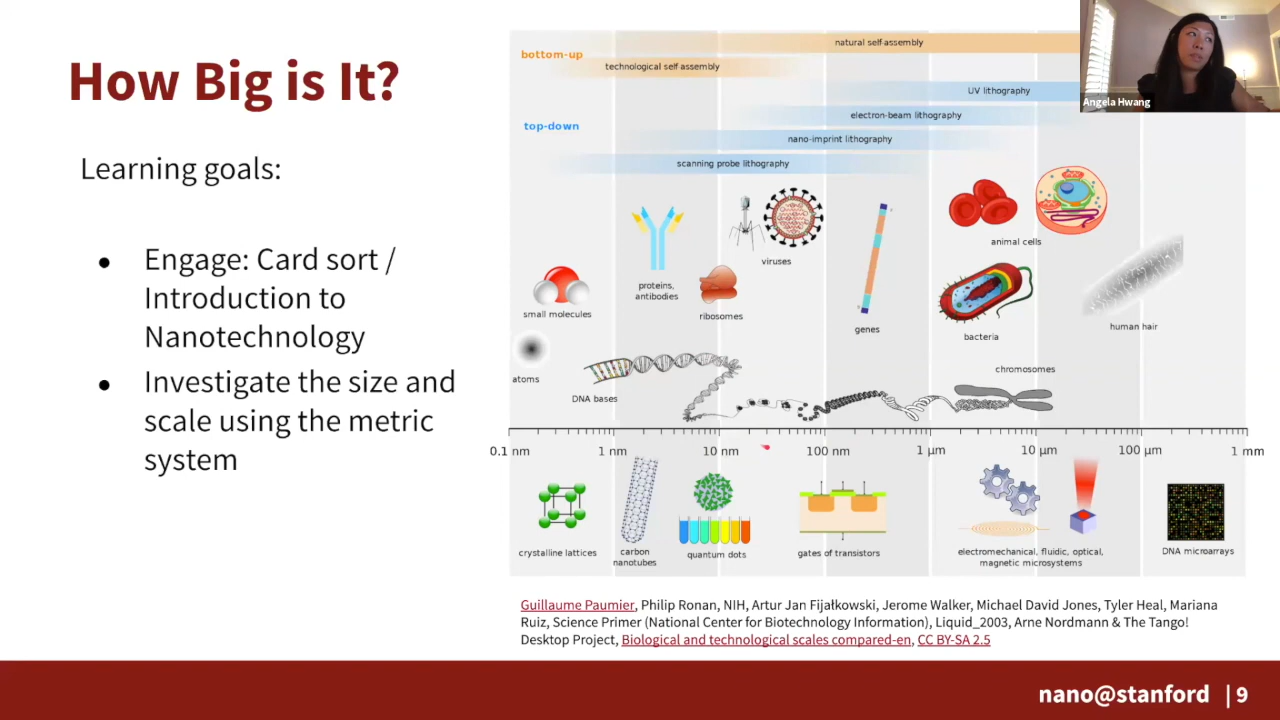 How Big is It?
Learning goals:
● Engage: Card sort /
Introduction to
Nanotechnology
● Investigate the size and
scale using the metric
system
bottom-up
natural self-assembly
technological self assembly
UV lithography
top-down
electron-beam lithography
nano-imprint lithography
scanning probe lithography
Angela Hwang
small molecules
proteins,
antibodies
ribosomes
viruses
genes
animal cells
bacteria
human hair
atoms
DNA bases
chromosomes
0.1 nm 1 nm 10 nm 100 nm 1 µm 10 µm 100 µm 1 mm
crystalline lattices
carbon
nanotubes
quantum dots
gates of transistors
electromechanical, fluidic, optical,
magnetic microsystems
DNA microarrays
Guillaume Paumier, Philip Ronan, NIH, Artur Jan Fijałkowski, Jerome Walker, Michael David Jones, Tyler Heal, Mariana
Ruiz, Science Primer (National Center for Biotechnology Information), Liquid_2003, Arne Nordmann & The Tango!
Desktop Project, Biological and technological scales compared-en, CC BY-SA 2.5
nano@stanford | 9